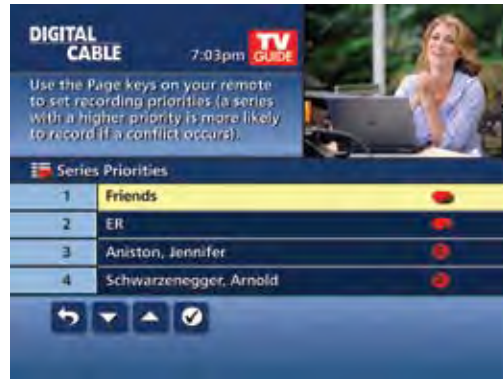 DIGITAL
CABLE
7:03pm
TV
GUIDE
Use the Page keys on your remote
to set recording priorities (a series
with a higher priority is more likely
to record if a conflict occurs).
Series Priorities
1 Friends
2 ER
3 Aniston, Jennifer
4 Schwarzenegger, Arnold